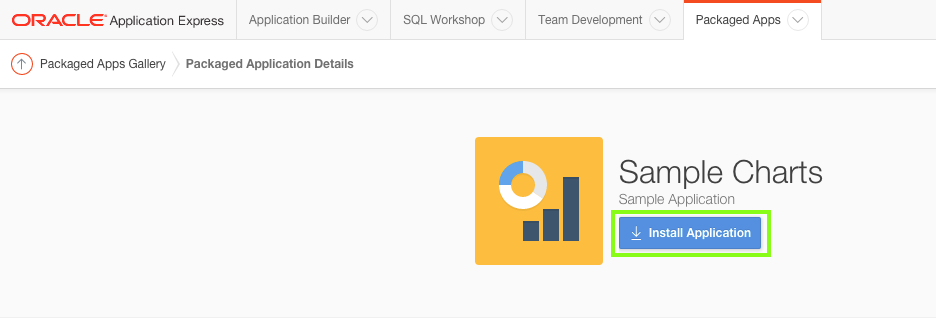 ORACLE Application Express Application Builder SQL Workshop Team Development Packaged Apps
Packaged Apps Gallery Packaged Application Details
Sample Charts
Sample Application
Install Application